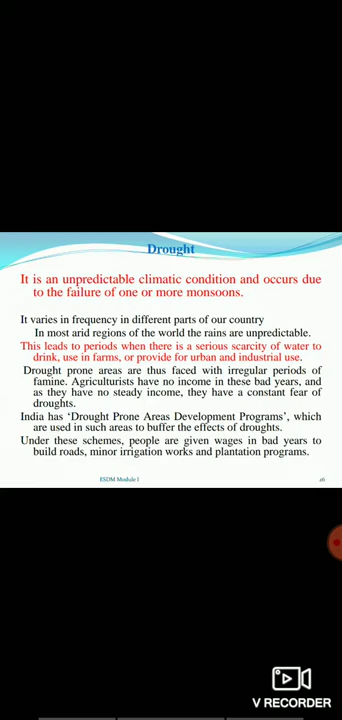 Drought
It is an unpredictable climatic condition and occurs due
to the failure of one or more monsoons.
It varies in frequency in different parts of our country
In most arid regions of the world the rains are unpredictable.
This leads to periods when there is a serious scarcity of water to
drink, use in farms, or provide for urban and industrial use.
Drought prone areas are thus faced with irregular periods of
famine. Agriculturists have no income in these bad years, and
as they have no steady income, they have a constant fear of
droughts.
India has ‘Drought Prone Areas Development Programs’, which
are used in such areas to buffer the effects of droughts.
Under these schemes, people are given wages in bad years to
build roads, minor irrigation works and plantation programs.
ESDM Module I
26
V RECORDER